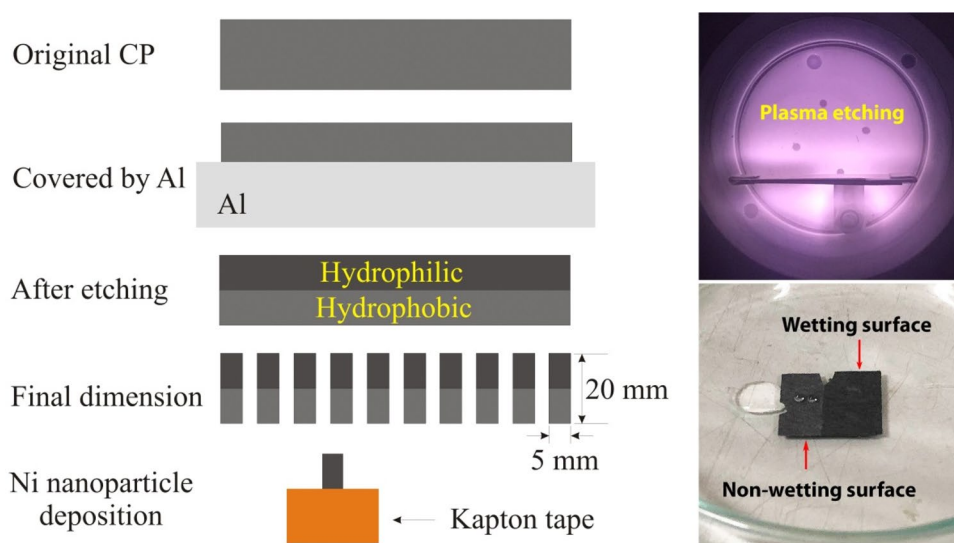 Original CP
Covered by Al
Al
After etching
Hydrophilic
Hydrophobic
Final dimension
20 mm
5 mm
Ni nanoparticle
deposition
Kapton tape
Plasma etching
Wetting surface
Non-wetting surface